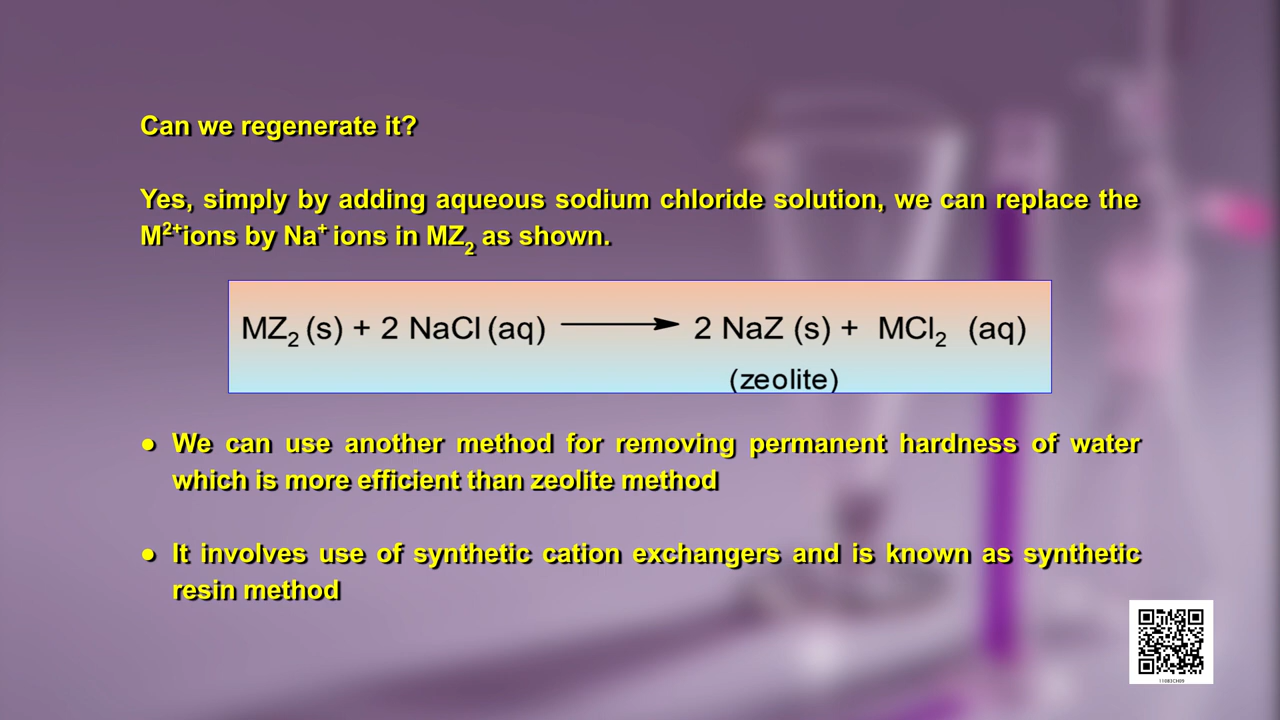 Can we regenerate it?
Yes, simply by adding aqueous sodium chloride solution, we can replace the
M²⁺ions by Na⁺ ions in MZ₂ as shown.
MZ₂ (s) + 2 NaCl (aq) ⟶ 2 NaZ (s) + MCl₂ (aq)
(zeolite)
• We can use another method for removing permanent hardness of water
which is more efficient than zeolite method
• It involves use of synthetic cation exchangers and is known as synthetic
resin method
11083CH09